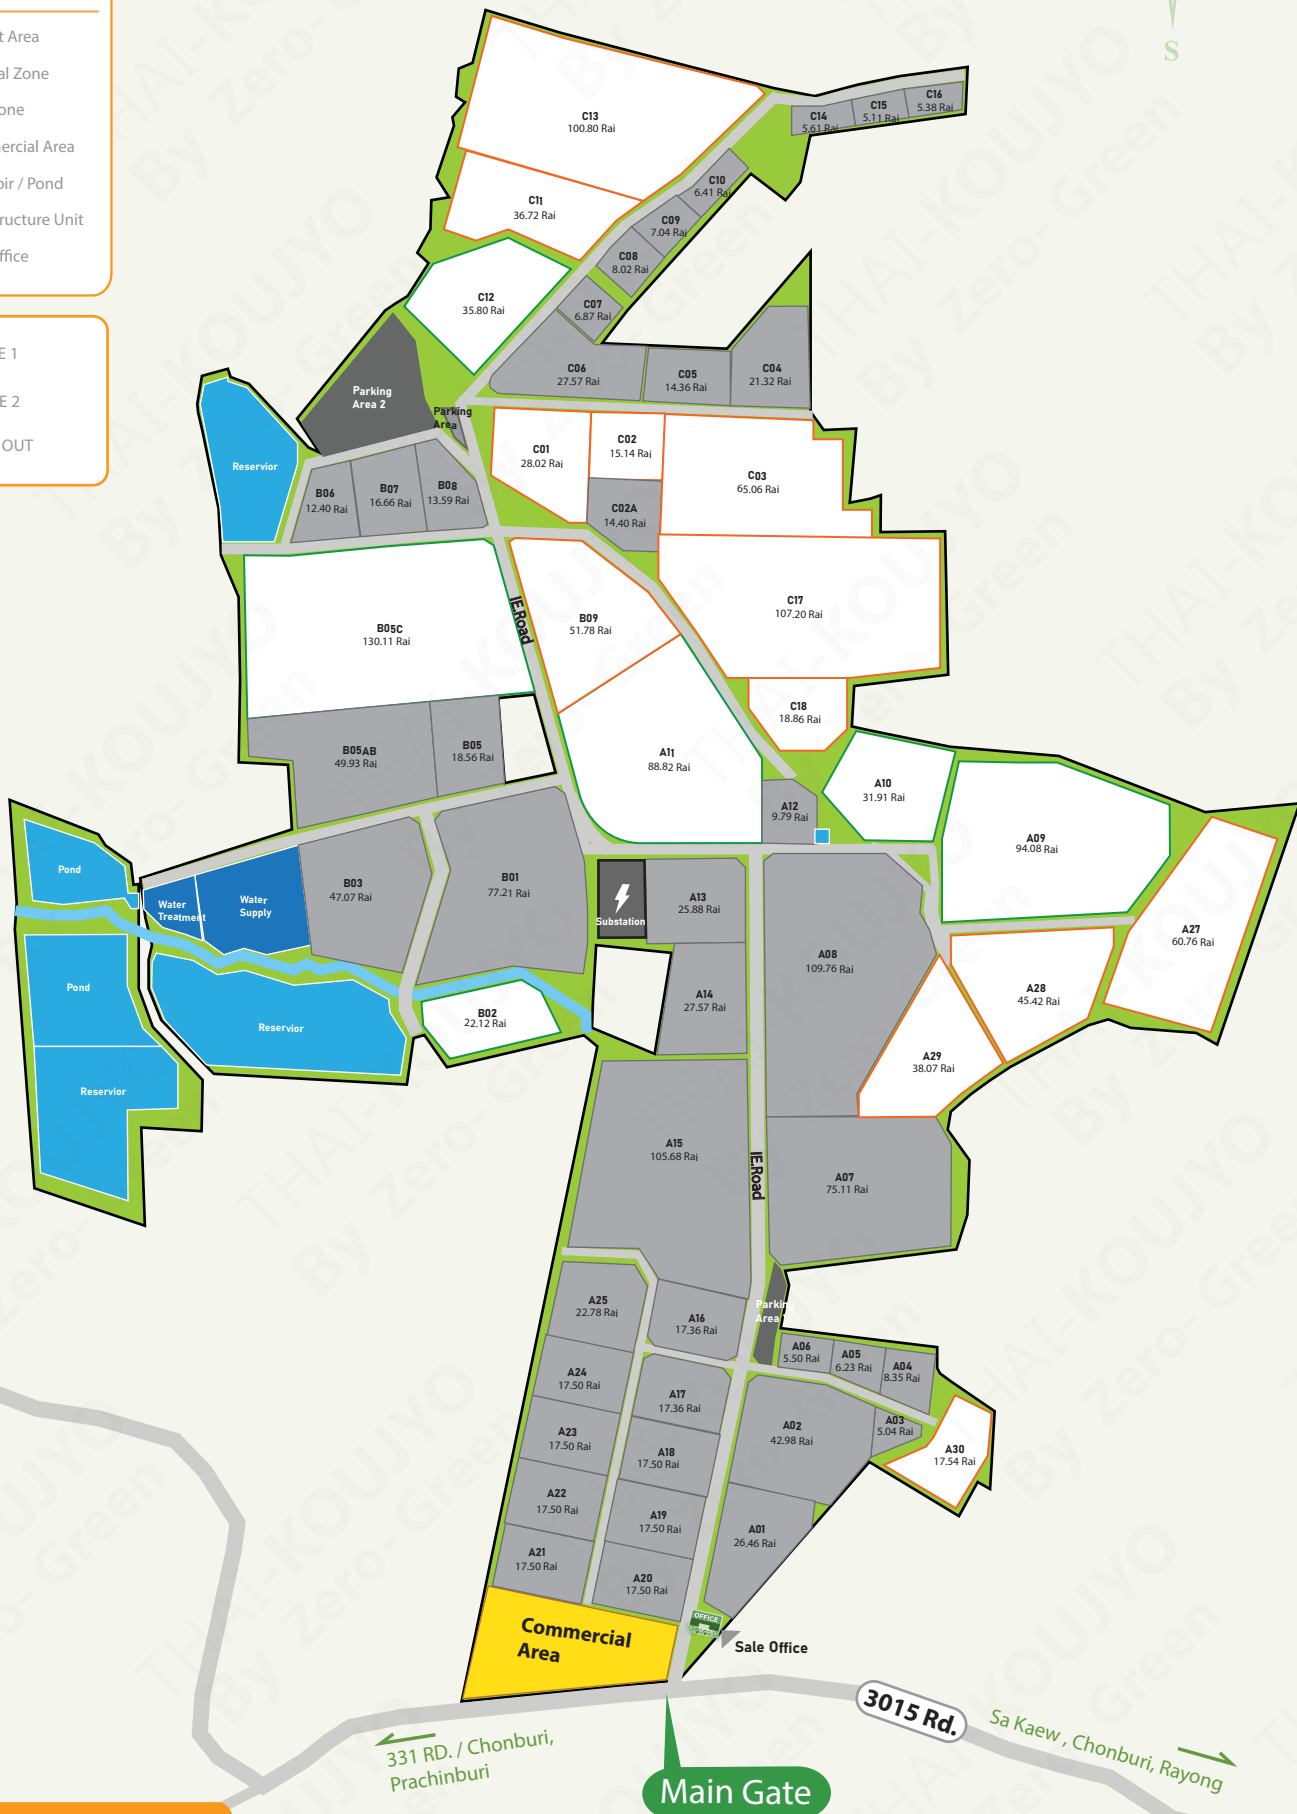 t Area
al Zone
one
ercial Area
oir / Pond
ructure Unit
ffice
E 1
E 2
OUT
S
C13
100.80 Rai
C14
5.61 Rai
C15
5.11 Rai
C16
5.38 Rai
C11
36.72 Rai
C10
6.41 Rai
C09
7.04 Rai
C08
8.02 Rai
C12
35.80 Rai
C07
6.87 Rai
C06
27.57 Rai
C05
14.36 Rai
C04
21.32 Rai
Parking
Area 2
Parking
Area
Reservior
C01
28.02 Rai
C02
15.14 Rai
C02A
14.40 Rai
C03
65.06 Rai
B06
12.40 Rai
B07
16.66 Rai
B08
13.59 Rai
C17
107.20 Rai
IE.Road
B05C
130.11 Rai
B09
51.78 Rai
C18
18.86 Rai
B05AB
49.93 Rai
B05
18.56 Rai
A11
88.82 Rai
A12
9.79 Rai
A10
31.91 Rai
A09
94.08 Rai
Pond
Water
Treatment
Water
Supply
B03
47.07 Rai
B01
77.21 Rai
Substation
A13
25.88 Rai
A08
109.76 Rai
A27
60.76 Rai
A28
45.42 Rai
Pond
Reservior
B02
22.12 Rai
A14
27.57 Rai
A29
38.07 Rai
Reservior
A15
105.68 Rai
IE.Road
A07
75.11 Rai
A25
22.78 Rai
A16
17.36 Rai
Parkin
Area
A06
5.50 Rai
A05
6.23 Rai
A04
8.35 Rai
A24
17.50 Rai
A17
17.36 Rai
A02
42.98 Rai
A03
5.04 Rai
A30
17.54 Rai
A23
17.50 Rai
A18
17.50 Rai
A22
17.50 Rai
A19
17.50 Rai
A01
26.46 Rai
A21
17.50 Rai
A20
17.50 Rai
OFFICE
Sale Office
Commercial
Area
3015 Rd.
331 RD. / Chonburi,
Prachinburi
Sa Kaew , Chonburi, Rayong
Main Gate
THAI-KOUJYO
By Zero-Green